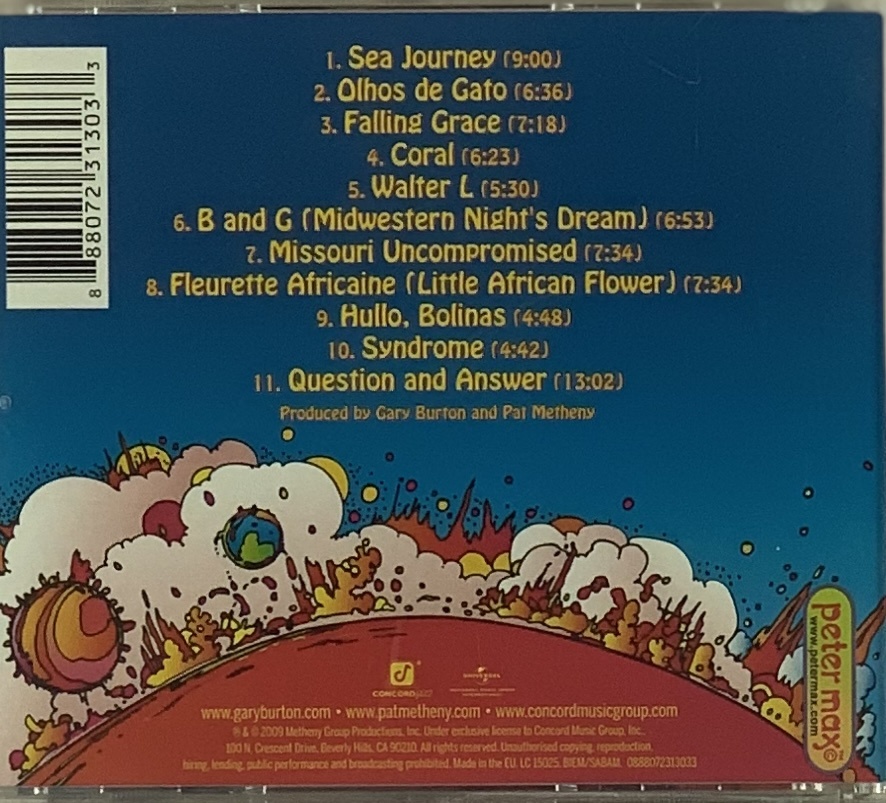 1. Sea Journey (9:00)
2. Olhos de Gato (6:36)
3. Falling Grace (7:18)
4. Coral (6:23)
5. Walter L (5:30)
6. B and G (Midwestern Night's Dream) (6:53)
7. Missouri Uncompromised (7:34)
8. Fleurette Africaine (Little African Flower) (7:34)
9. Hullo, Bolinas (4:48)
10. Syndrome (4:42)
11. Question and Answer (13:02)
Produced by Gary Burton and Pat Metheny
8 88072 31303 3
peter max©™
www.petermax.com
CONCORD JAZZ
UNIVERSAL
www.garyburton.com • www.patmetheny.com • www.concordmusicgroup.com
℗ & © 2009 Metheny Group Productions, Inc. Under exclusive license to Concord Music Group, Inc.,
100 N. Crescent Drive, Beverly Hills, CA 90210. All rights reserved. Unauthorised copying, reproduction,
hiring, lending, public performance and broadcasting prohibited. Made in the EU. LC 15025. BIEM/SABAM. 0888072313033